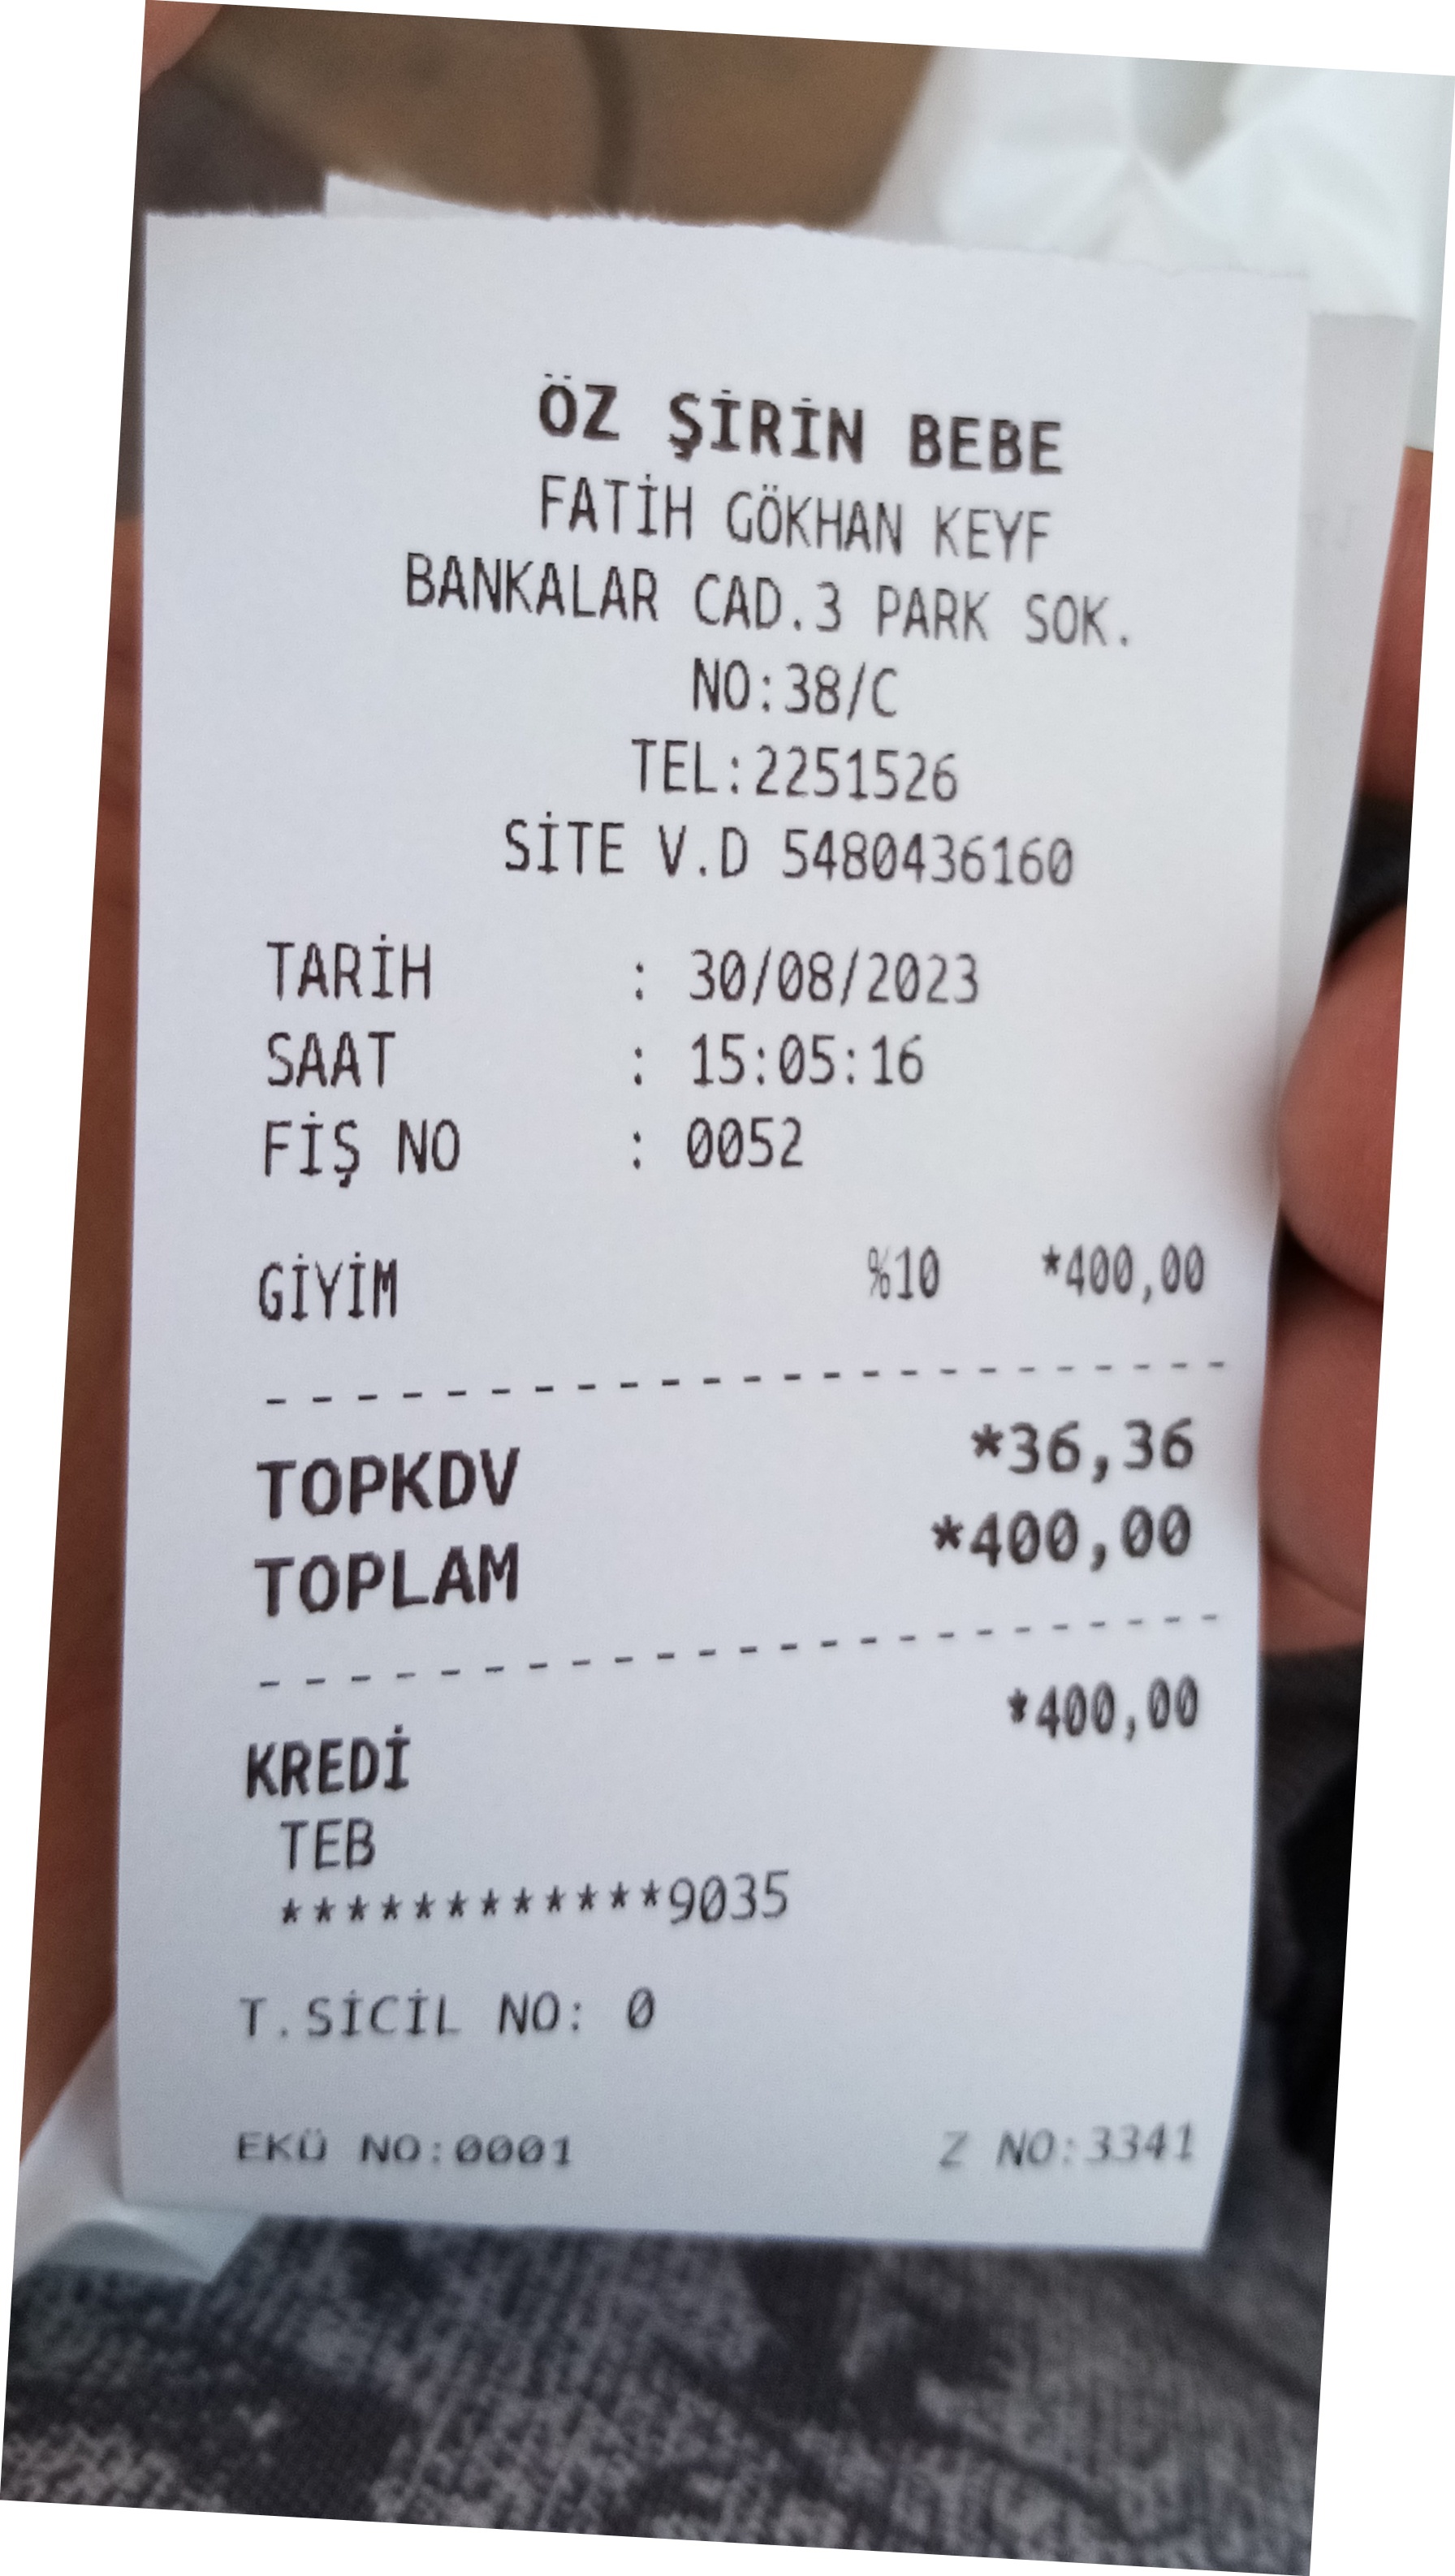 ÖZ ŞİRİN BEBE
FATİH GÖKHAN KEYF
BANKALAR CAD.3 PARK SOK.
NO:38/C
TEL:2251526
SİTE V.D 5480436160
TARİH : 30/08/2023
SAAT : 15:05:16
FİŞ NO : 0052
GİYİM %10 *400,00
TOPKDV *36,36
TOPLAM *400,00
KREDİ *400,00
TEB
************9035
T.SİCİL NO: 0
EKÜ NO:0001 Z NO:3341